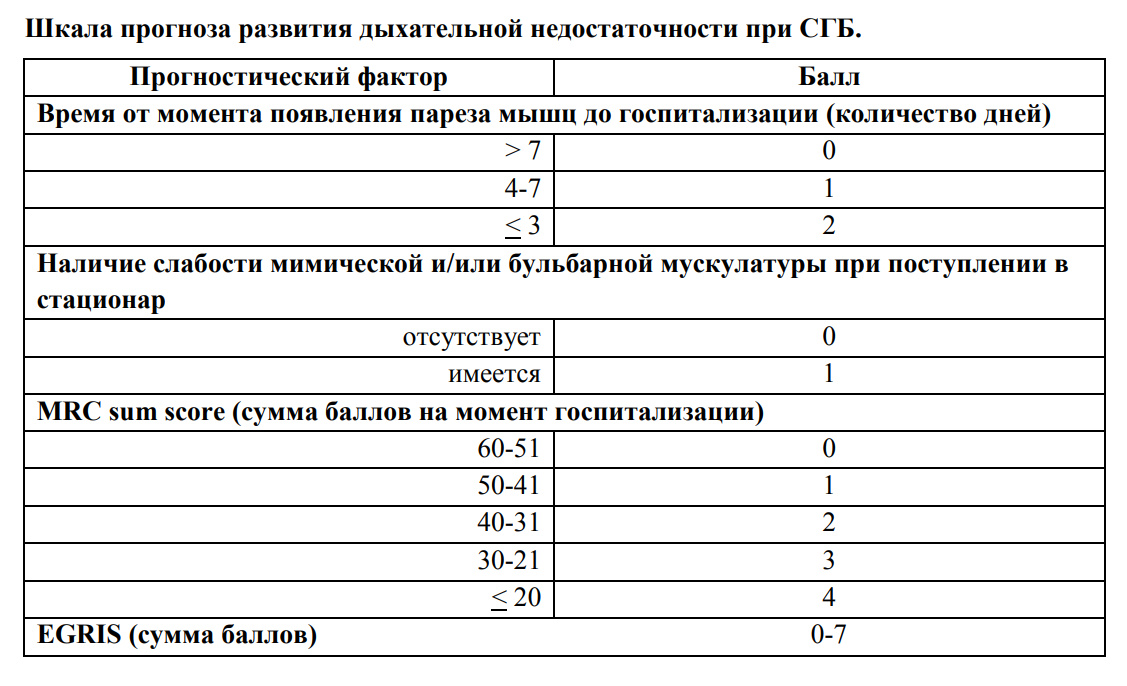 Шкала прогноза развития дыхательной недостаточности при СГБ.
Прогностический фактор Балл
Время от момента появления пареза мышц до госпитализации (количество дней)
> 7 0
4-7 1
≤ 3 2
Наличие слабости мимической и/или бульбарной мускулатуры при поступлении в
стационар
отсутствует 0
имеется 1
MRC sum score (сумма баллов на момент госпитализации)
60-51 0
50-41 1
40-31 2
30-21 3
≤ 20 4
EGRIS (сумма баллов) 0-7